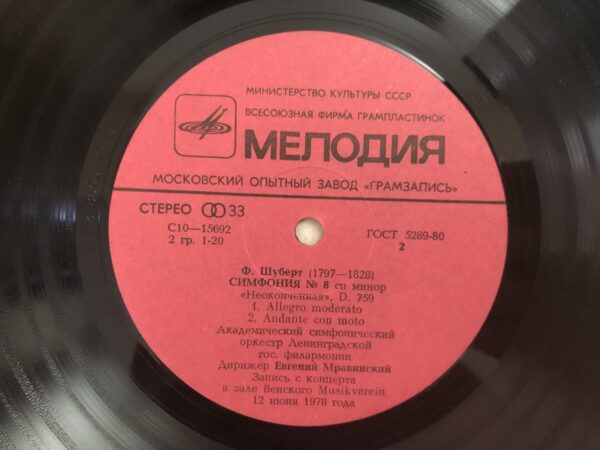 МИНИСТЕРСТВО КУЛЬТУРЫ СССР
ВСЕСОЮЗНАЯ ФИРМА ГРАМПЛАСТИНОК
МЕЛОДИЯ
МОСКОВСКИЙ ОПЫТНЫЙ ЗАВОД «ГРАМЗАПИСЬ»
СТЕРЕО 33
С10—15692
2 гр. 1-20
ГОСТ 5289-80
2
Ф. Шуберт (1797—1828)
СИМФОНИЯ № 8 си минор
«Неоконченная», D. 759
1. Allegro moderato
2. Andante con moto
Академический симфонический
оркестр Ленинградской
гос. филармонии
Дирижер Евгений Мравинский
Запись с концерта
в зале Венского Musikverein
12 июня 1978 года